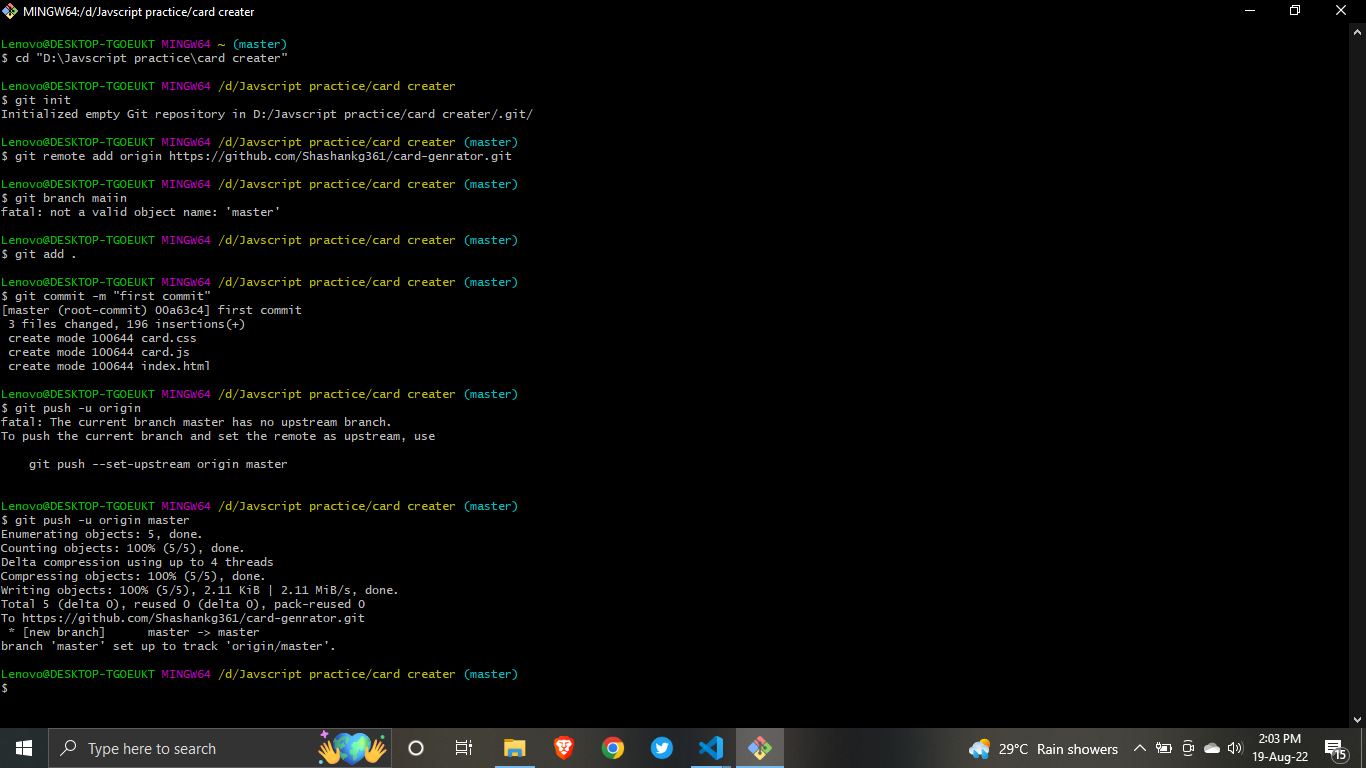 MINGW64:/d/Javscript practice/card creater
Lenovo@DESKTOP-TGOEUKT MINGW64 ~ (master)
$ cd "D:\Javscript practice\card creater"
Lenovo@DESKTOP-TGOEUKT MINGW64 /d/Javscript practice/card creater
$ git init
Initialized empty Git repository in D:/Javscript practice/card creater/.git/
Lenovo@DESKTOP-TGOEUKT MINGW64 /d/Javscript practice/card creater (master)
$ git remote add origin https://github.com/Shashankg361/card-genrator.git
Lenovo@DESKTOP-TGOEUKT MINGW64 /d/Javscript practice/card creater (master)
$ git branch maiin
fatal: not a valid object name: 'master'
Lenovo@DESKTOP-TGOEUKT MINGW64 /d/Javscript practice/card creater (master)
$ git add .
Lenovo@DESKTOP-TGOEUKT MINGW64 /d/Javscript practice/card creater (master)
$ git commit -m "first commit"
[master (root-commit) 00a63c4] first commit
 3 files changed, 196 insertions(+)
 create mode 100644 card.css
 create mode 100644 card.js
 create mode 100644 index.html
Lenovo@DESKTOP-TGOEUKT MINGW64 /d/Javscript practice/card creater (master)
$ git push -u origin
fatal: The current branch master has no upstream branch.
To push the current branch and set the remote as upstream, use
    git push --set-upstream origin master
Lenovo@DESKTOP-TGOEUKT MINGW64 /d/Javscript practice/card creater (master)
$ git push -u origin master
Enumerating objects: 5, done.
Counting objects: 100% (5/5), done.
Delta compression using up to 4 threads
Compressing objects: 100% (5/5), done.
Writing objects: 100% (5/5), 2.11 KiB | 2.11 MiB/s, done.
Total 5 (delta 0), reused 0 (delta 0), pack-reused 0
To https://github.com/Shashankg361/card-genrator.git
 * [new branch]      master -> master
branch 'master' set up to track 'origin/master'.
Lenovo@DESKTOP-TGOEUKT MINGW64 /d/Javscript practice/card creater (master)
$
Type here to search
29°C Rain showers
2:03 PM
19-Aug-22
15